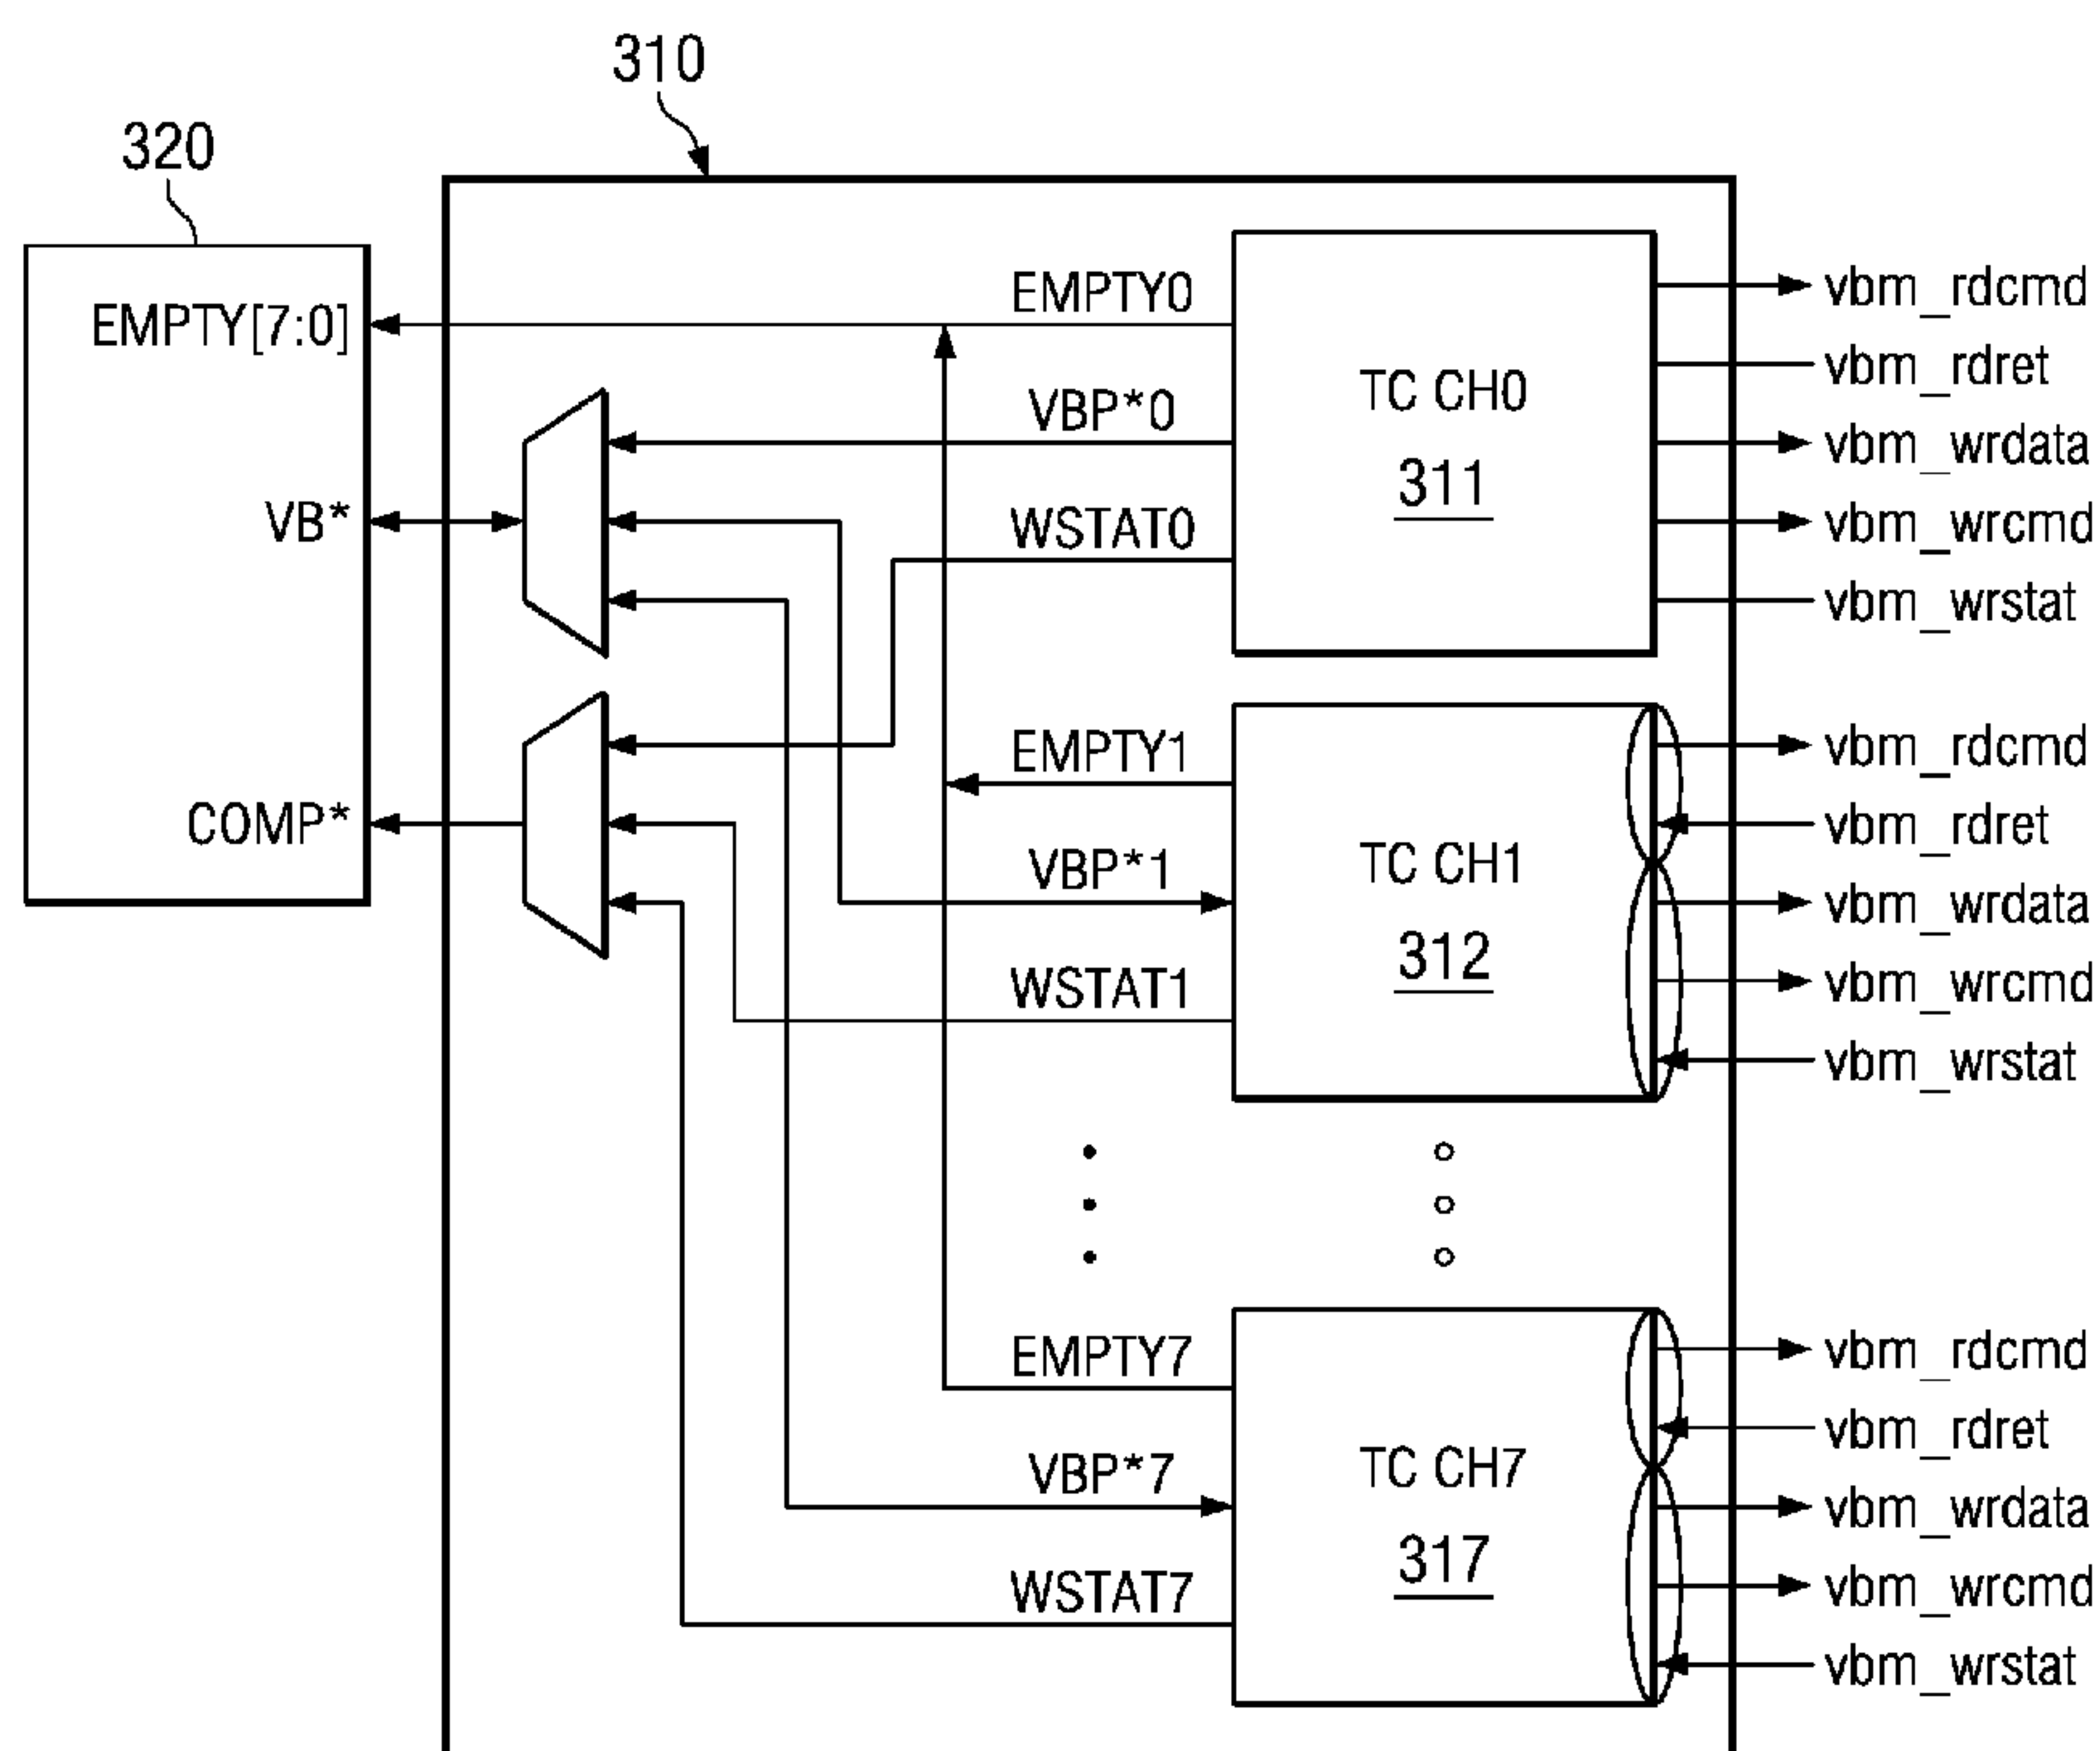 310
320
EMPTY[7:0]
VB*
COMP*
EMPTY0
VBP*0
WSTAT0
TC CH0
311
vbm_rdcmd
vbm_rdret
vbm_wrdata
vbm_wrcmd
vbm_wrstat
EMPTY1
VBP*1
WSTAT1
TC CH1
312
vbm_rdcmd
vbm_rdret
vbm_wrdata
vbm_wrcmd
vbm_wrstat
EMPTY7
VBP*7
WSTAT7
TC CH7
317
vbm_rdcmd
vbm_rdret
vbm_wrdata
vbm_wrcmd
vbm_wrstat